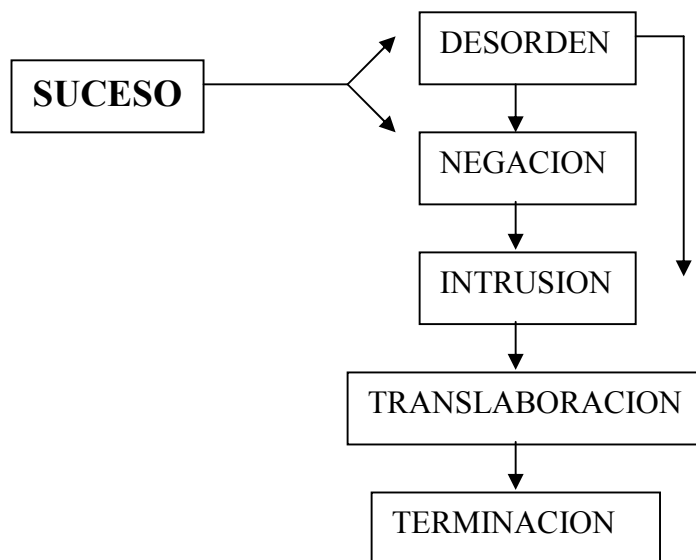 SUCESO
DESORDEN
NEGACION
INTRUSION
TRANSLABORACION
TERMINACION